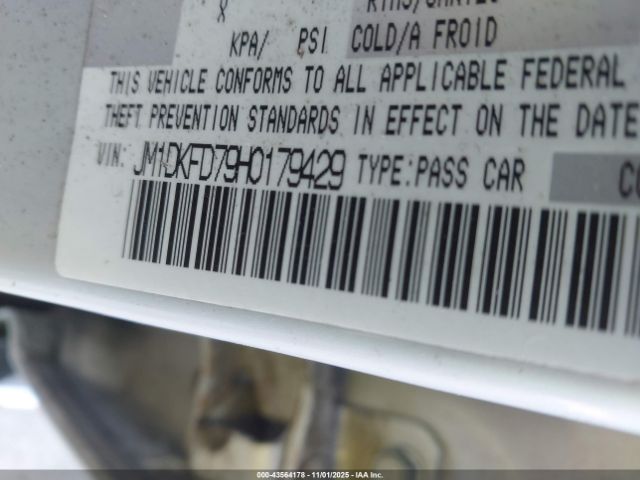 X
KPA/ PSI COLD/A FROID
THIS VEHICLE CONFORMS TO ALL APPLICABLE FEDERAL
THEFT PREVENTION STANDARDS IN EFFECT ON THE DATE
VIN: JM1DKFD79H0179429 TYPE:PASS CAR CO
000-43564178 - 11/01/2025 - ©IAA Inc.